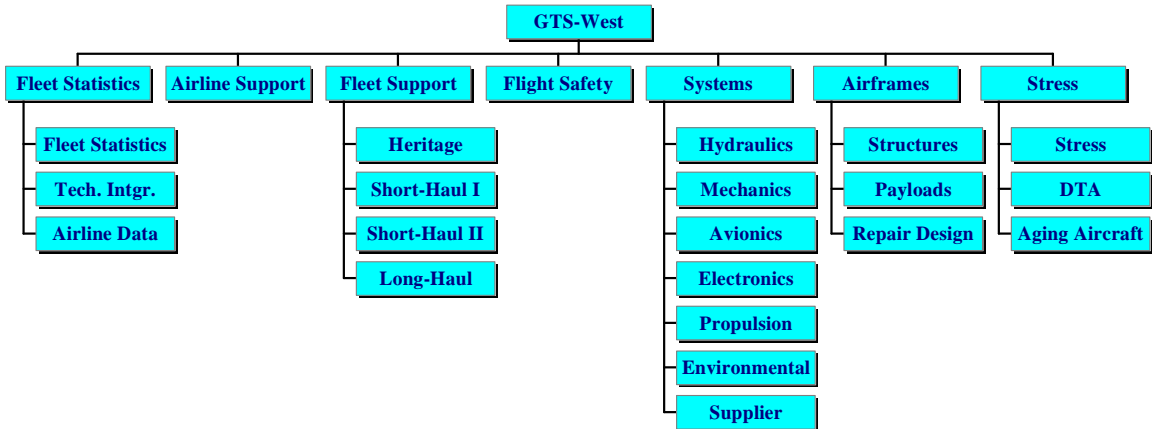 GTS-West
Fleet Statistics
Airline Support
Fleet Support
Flight Safety
Systems
Airframes
Stress
Fleet Statistics
Tech. Intgr.
Airline Data
Heritage
Short-Haul I
Short-Haul II
Long-Haul
Hydraulics
Mechanics
Avionics
Electronics
Propulsion
Environmental
Supplier
Structures
Payloads
Repair Design
Stress
DTA
Aging Aircraft